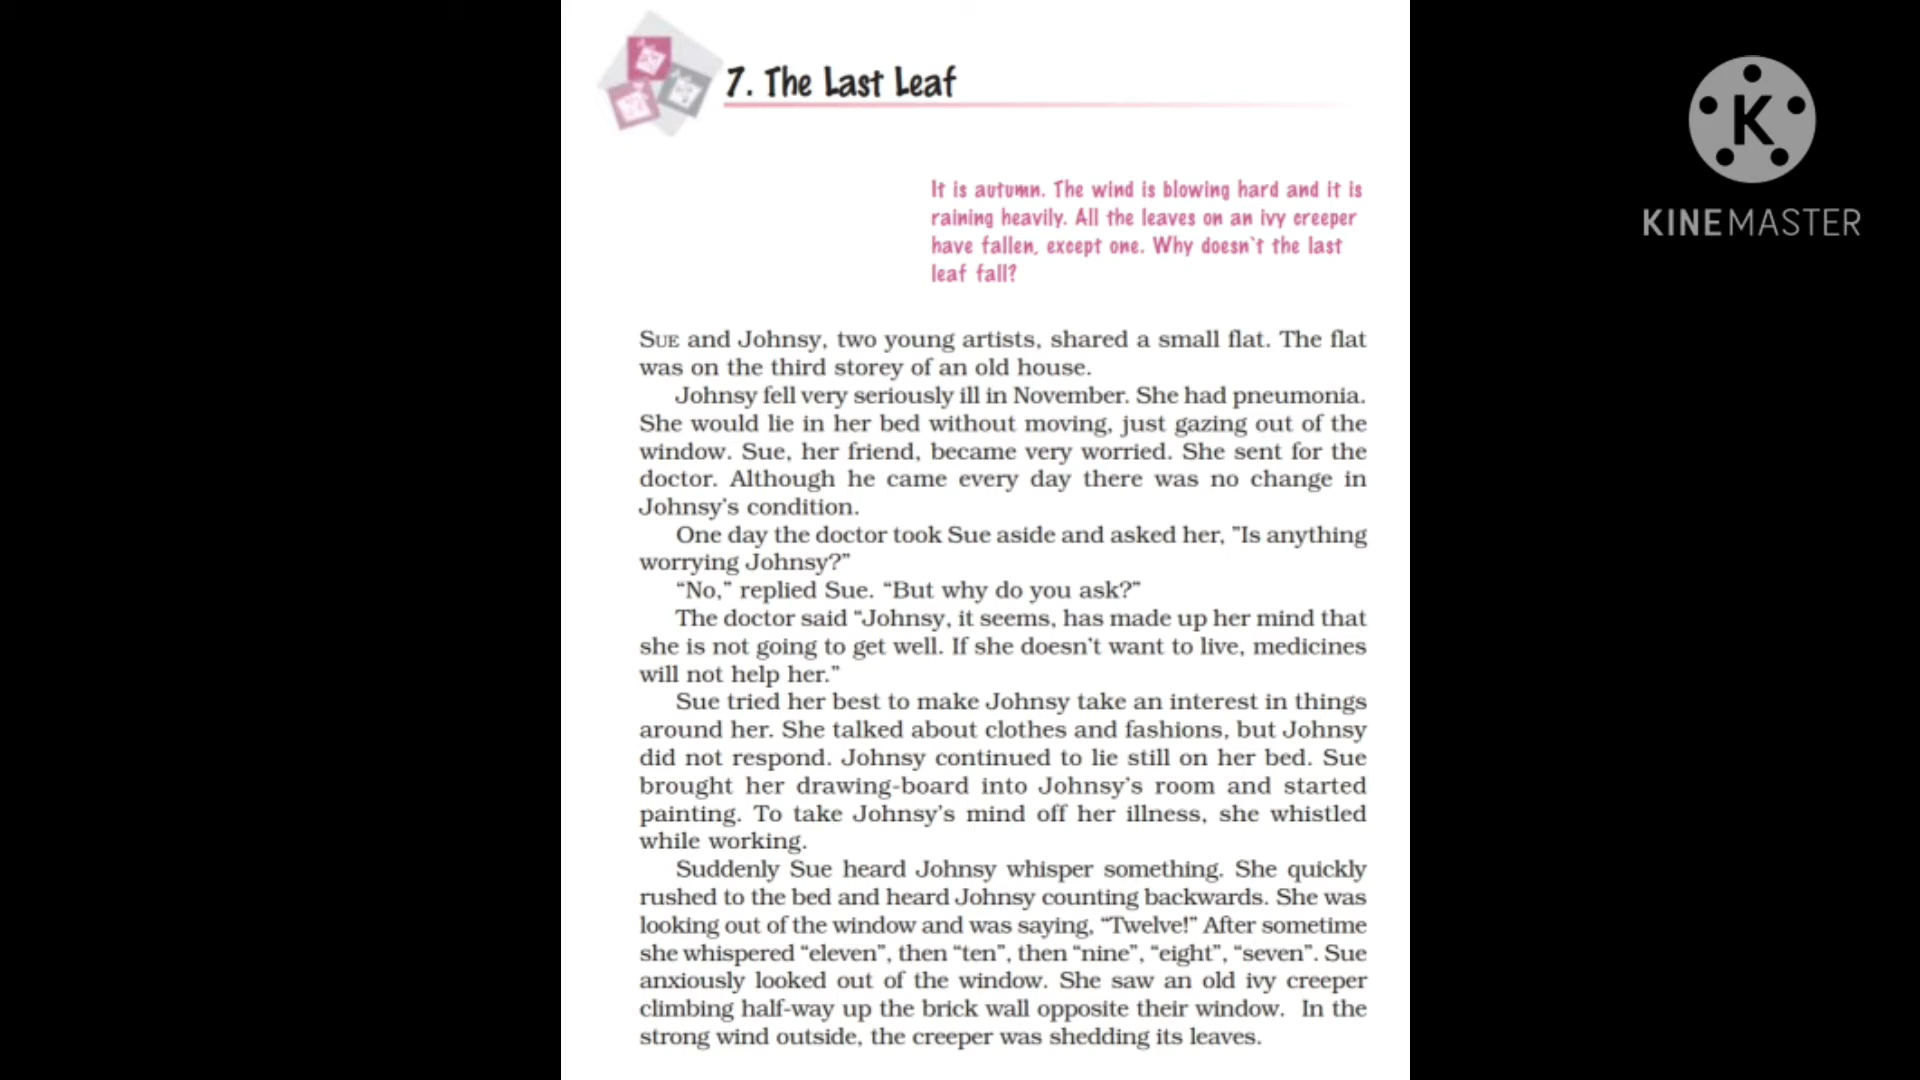 7. The Last Leaf
K
KINEMASTER
It is autumn. The wind is blowing hard and it is
raining heavily. All the leaves on an ivy creeper
have fallen, except one. Why doesn`t the last
leaf fall?
SUE and Johnsy, two young artists, shared a small flat. The flat
was on the third storey of an old house.
Johnsy fell very seriously ill in November. She had pneumonia.
She would lie in her bed without moving, just gazing out of the
window. Sue, her friend, became very worried. She sent for the
doctor. Although he came every day there was no change in
Johnsy’s condition.
One day the doctor took Sue aside and asked her, "Is anything
worrying Johnsy?”
“No,” replied Sue. “But why do you ask?”
The doctor said “Johnsy, it seems, has made up her mind that
she is not going to get well. If she doesn’t want to live, medicines
will not help her.”
Sue tried her best to make Johnsy take an interest in things
around her. She talked about clothes and fashions, but Johnsy
did not respond. Johnsy continued to lie still on her bed. Sue
brought her drawing-board into Johnsy’s room and started
painting. To take Johnsy’s mind off her illness, she whistled
while working.
Suddenly Sue heard Johnsy whisper something. She quickly
rushed to the bed and heard Johnsy counting backwards. She was
looking out of the window and was saying, “Twelve!” After sometime
she whispered “eleven”, then “ten”, then “nine”, “eight”, “seven”. Sue
anxiously looked out of the window. She saw an old ivy creeper
climbing half-way up the brick wall opposite their window. In the
strong wind outside, the creeper was shedding its leaves.